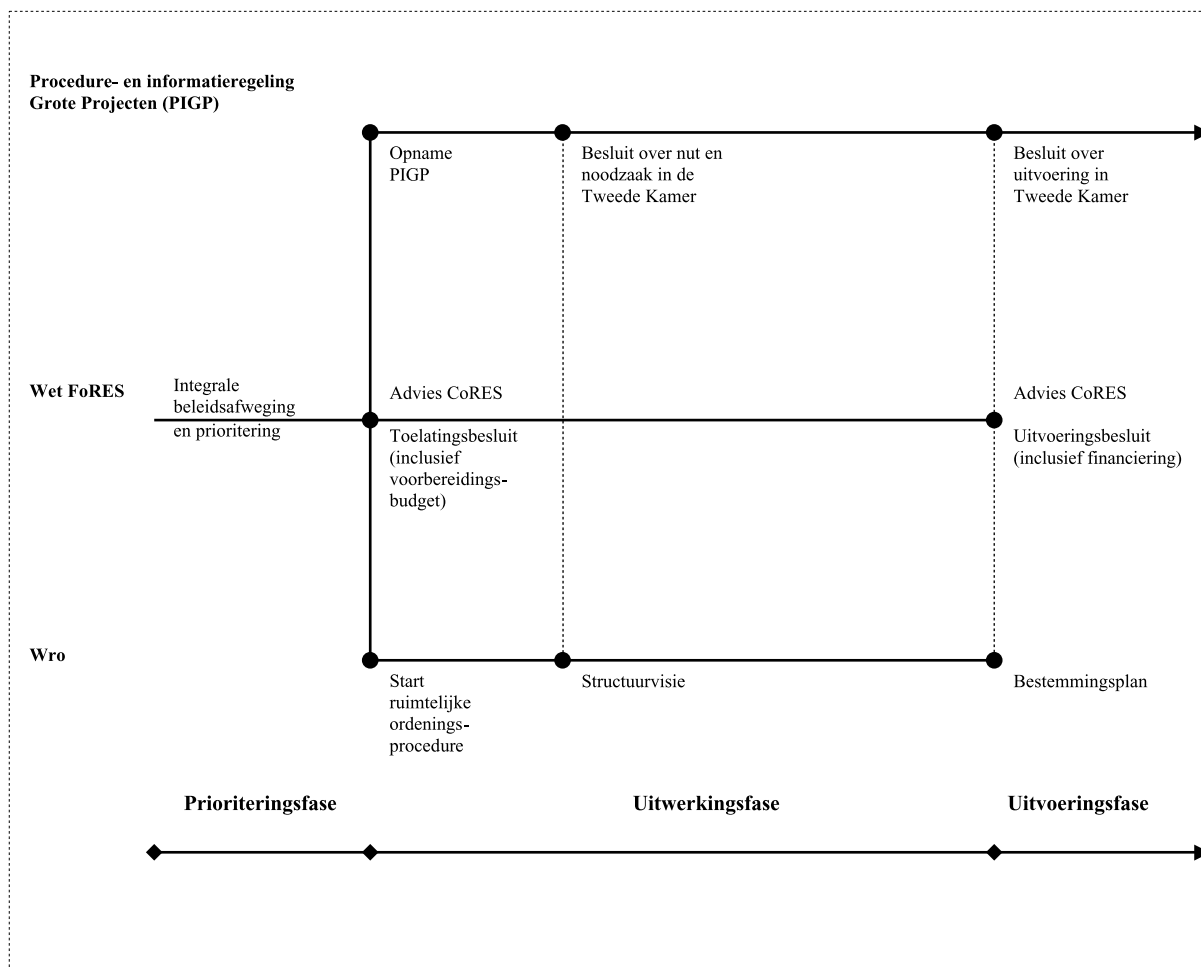 Procedure- en informatieregeling
Grote Projecten (PIGP)
Opname
PIGP
Besluit over nut en
noodzaak in de
Tweede Kamer
Besluit over
uitvoering in
Tweede Kamer
Wet FoRES
Integrale
beleidsafweging
en prioritering
Advies CoRES
Toelatingsbesluit
(inclusief
voorbereidings-
budget)
Advies CoRES
Uitvoeringsbesluit
(inclusief financiering)
Wro
Start
ruimtelijke
ordenings-
procedure
Structuurvisie
Bestemmingsplan
Prioriteringsfase
Uitwerkingsfase
Uitvoeringsfase